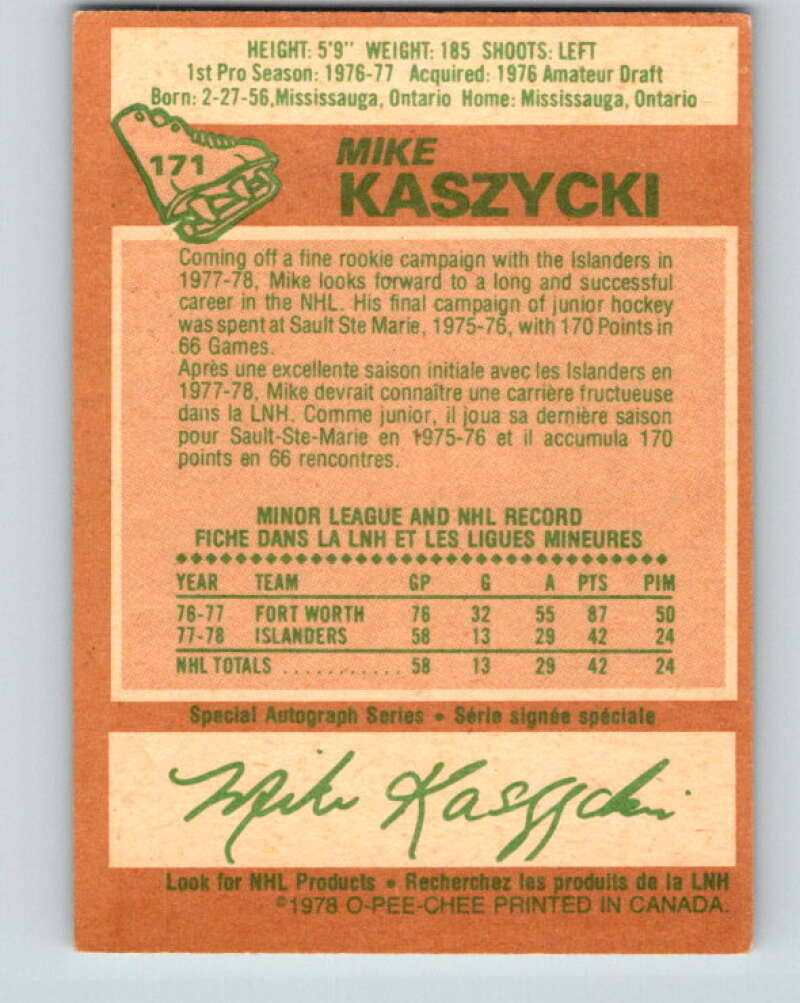 HEIGHT: 5'9" WEIGHT: 185 SHOOTS: LEFT
1st Pro Season: 1976-77 Acquired: 1976 Amateur Draft
Born: 2-27-56, Mississauga, Ontario Home: Mississauga, Ontario
171
MIKE
KASZYCKI
Coming off a fine rookie campaign with the Islanders in
1977-78, Mike looks forward to a long and successful
career in the NHL. His final campaign of junior hockey
was spent at Sault Ste Marie, 1975-76, with 170 Points in
66 Games.
Après une excellente saison initiale avec les Islanders en
1977-78, Mike devrait connaître une carrière fructueuse
dans la LNH. Comme junior, il joua sa dernière saison
pour Sault-Ste-Marie en 1975-76 et il accumula 170
points en 66 rencontres.
MINOR LEAGUE AND NHL RECORD
FICHE DANS LA LNH ET LES LIGUES MINEURES
YEAR TEAM GP G A PTS PIM
76-77 FORT WORTH 76 32 55 87 50
77-78 ISLANDERS 58 13 29 42 24
NHL TOTALS ............ 58 13 29 42 24
Special Autograph Series • Série signée spéciale
Mike Kaszycki
Look for NHL Products • Recherchez les produits de la LNH
©1978 O-PEE-CHEE PRINTED IN CANADA.